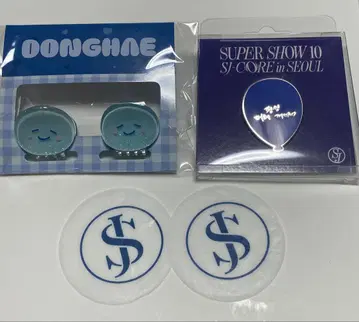 DONGHAE
SUPER SHOW 10
SJ-CORE in SEOUL
SJ
SJ
SJ